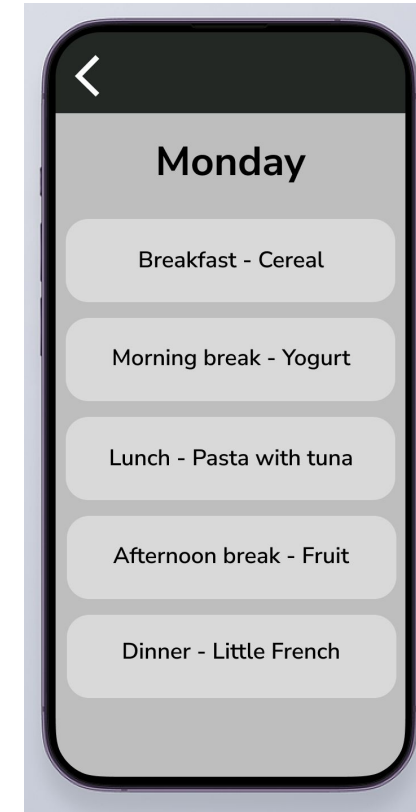 Monday
Breakfast - Cereal
Morning break - Yogurt
Lunch - Pasta with tuna
Afternoon break - Fruit
Dinner - Little French